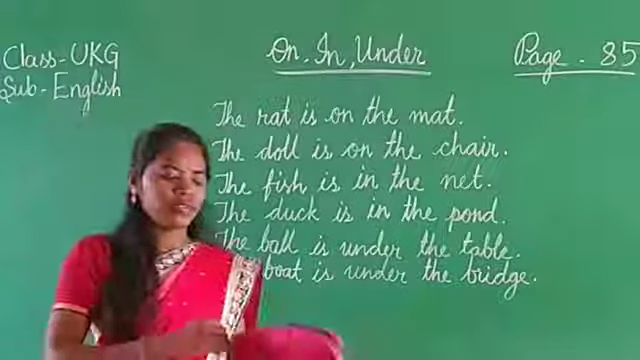 Class-UKG
Sub-English
On. In, Under
Page. 85
The rat is on the mat.
The doll is on the chair.
The fish is in the net.
The duck is in the pond.
The ball is under the table.
boat is under the bridge.